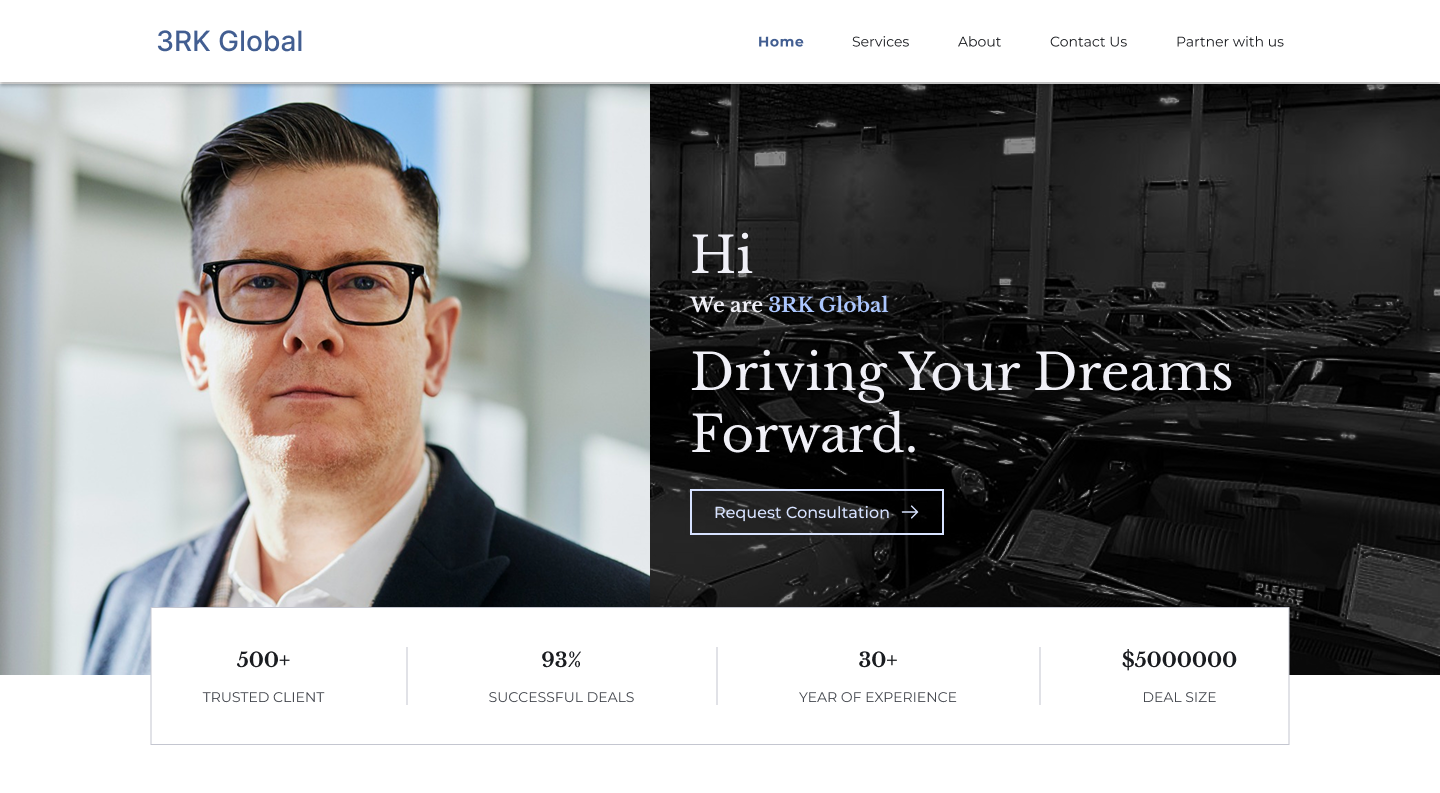 3RK Global
Home Services About Contact Us Partner with us
Hi
We are 3RK Global
Driving Your Dreams
Forward.
Request Consultation →
PLEASE
DO NOT
500+ 93% 30+ $5000000
TRUSTED CLIENT SUCCESSFUL DEALS YEAR OF EXPERIENCE DEAL SIZE